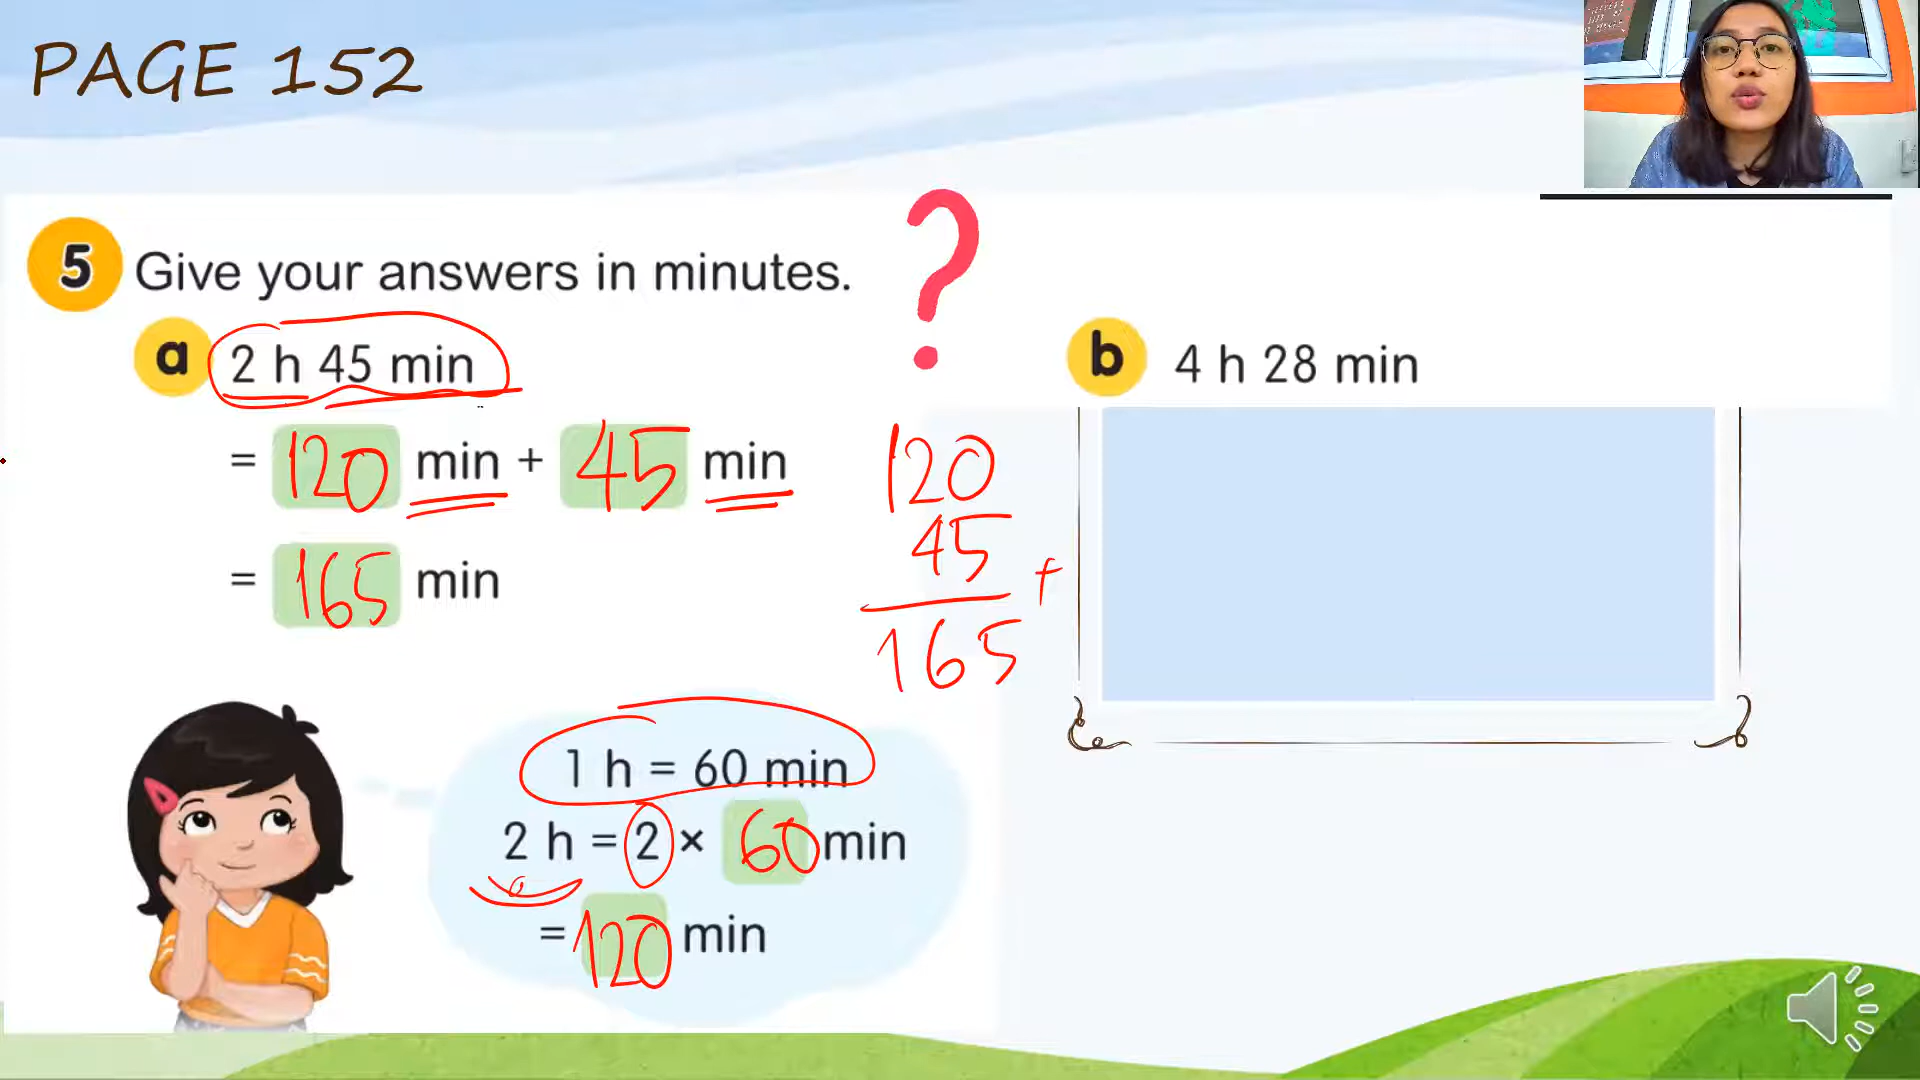 PAGE 152
5 Give your answers in minutes.
a 2 h 45 min
= 120 min + 45 min
= 165 min
120
45 +
165
1 h = 60 min
2 h = 2 × 60 min
= 120 min
?
b 4 h 28 min